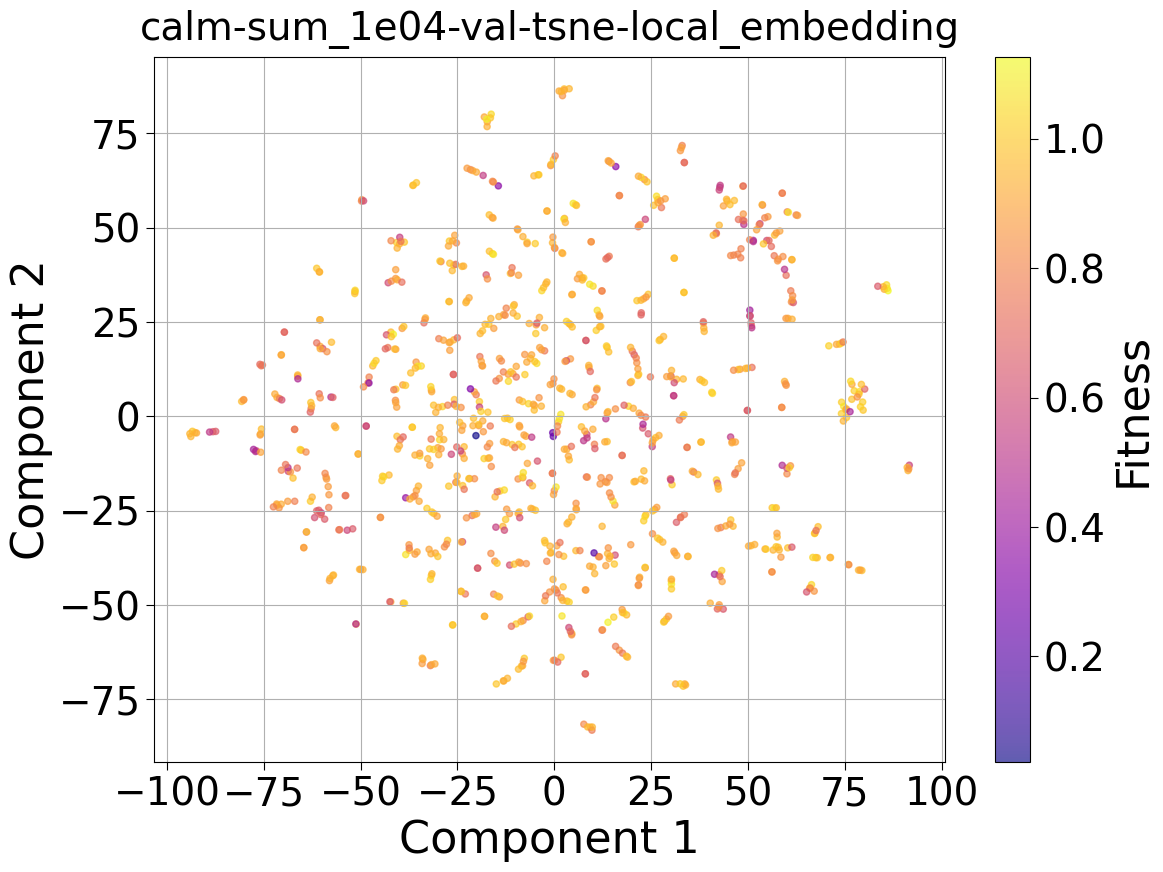 calm-sum_1e04-val-tsne-local_embedding
Component 2
75
50
25
0
−25
−50
−75
−100 −75 −50 −25 0 25 50 75 100
Component 1
1.0
0.8
0.6
0.4
0.2
Fitness